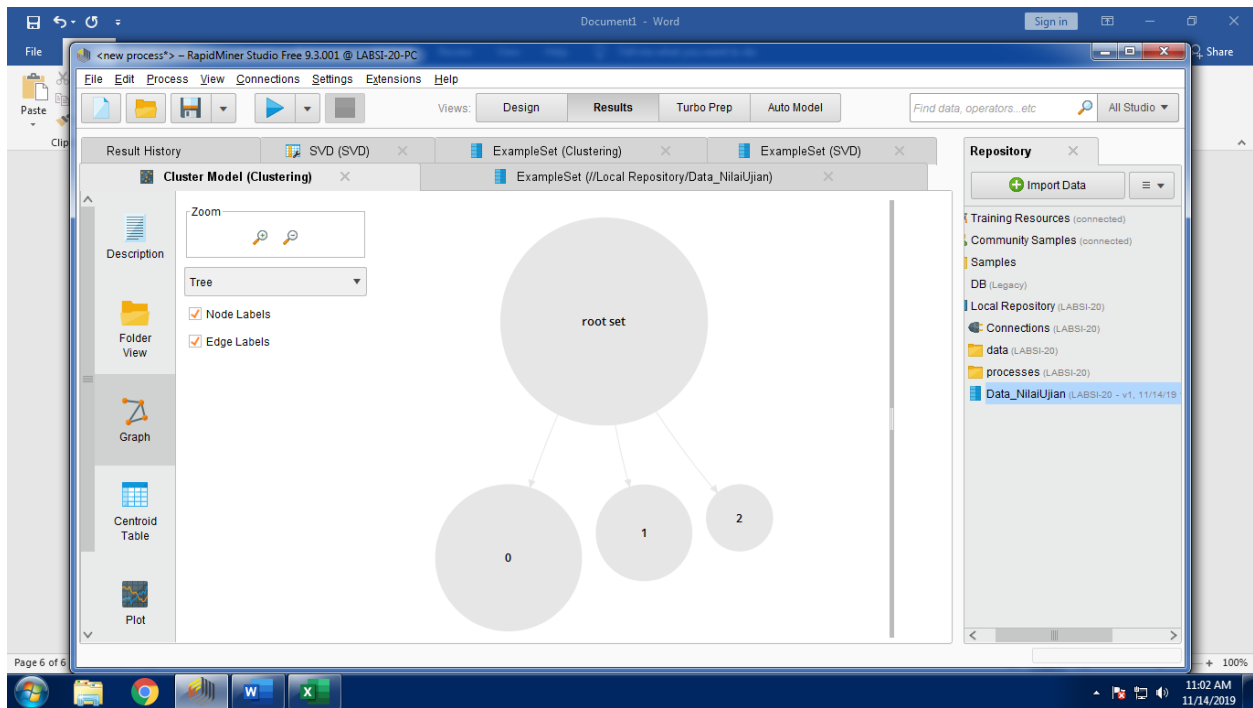 Document1 - Word
Sign in
File
Share
Paste
Clip
<new process*> – RapidMiner Studio Free 9.3.001 @ LABSI-20-PC
File Edit Process View Connections Settings Extensions Help
Views: Design Results Turbo Prep Auto Model
Find data, operators...etc
All Studio
Result History
SVD (SVD)
ExampleSet (Clustering)
ExampleSet (SVD)
Cluster Model (Clustering)
ExampleSet (//Local Repository/Data_NilaiUjian)
Description
Folder
View
Graph
Centroid
Table
Plot
Zoom
Tree
Node Labels
Edge Labels
root set
0
1
2
Repository
Import Data
Training Resources (connected)
Community Samples (connected)
Samples
DB (Legacy)
Local Repository (LABSI-20)
Connections (LABSI-20)
data (LABSI-20)
processes (LABSI-20)
Data_NilaiUjian (LABSI-20 - v1, 11/14/19
Page 6 of 6
100%
W
X
11:02 AM
11/14/2019